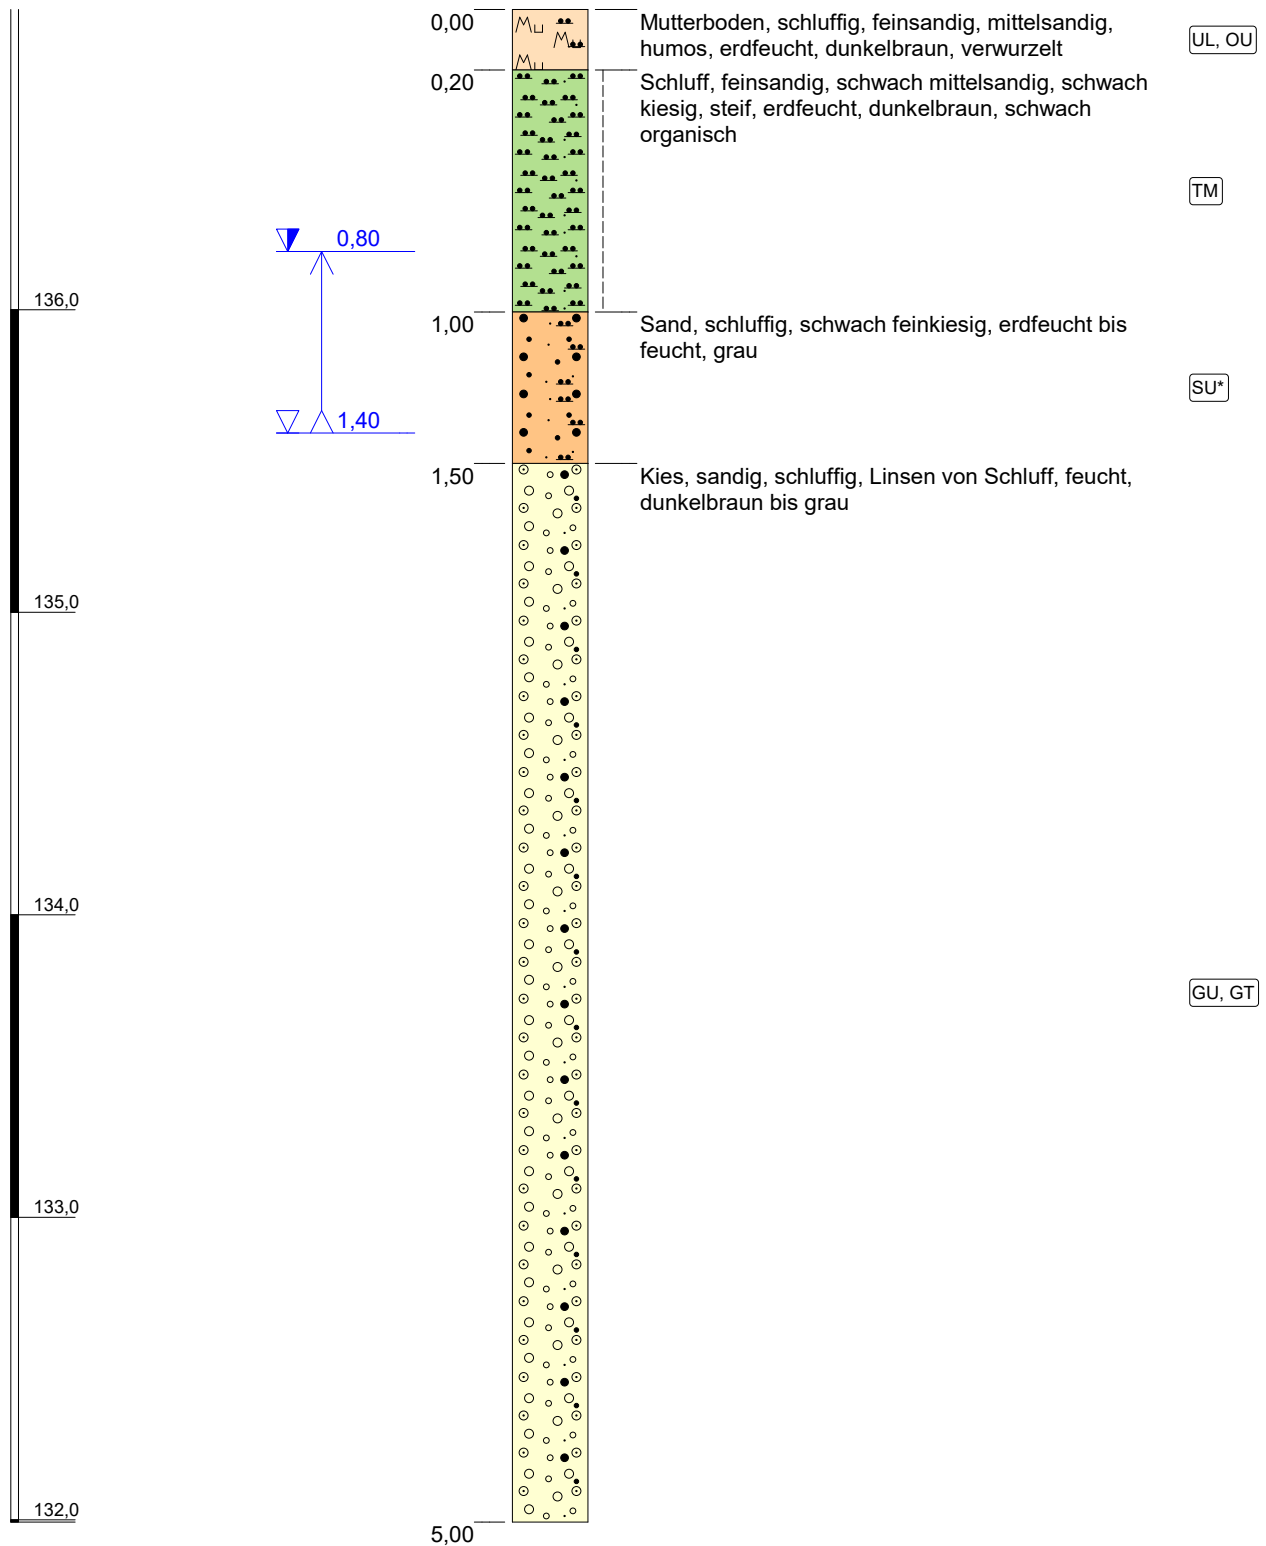 0,00
Mutterboden, schluffig, feinsandig, mittelsandig,
humos, erdfeucht, dunkelbraun, verwurzelt
UL, OU
0,20
Schluff, feinsandig, schwach mittelsandig, schwach
kiesig, steif, erdfeucht, dunkelbraun, schwach
organisch
TM
0,80
136,0
1,00
Sand, schluffig, schwach feinkiesig, erdfeucht bis
feucht, grau
SU*
1,40
1,50
Kies, sandig, schluffig, Linsen von Schluff, feucht,
dunkelbraun bis grau
135,0
134,0
GU, GT
133,0
132,0
5,00